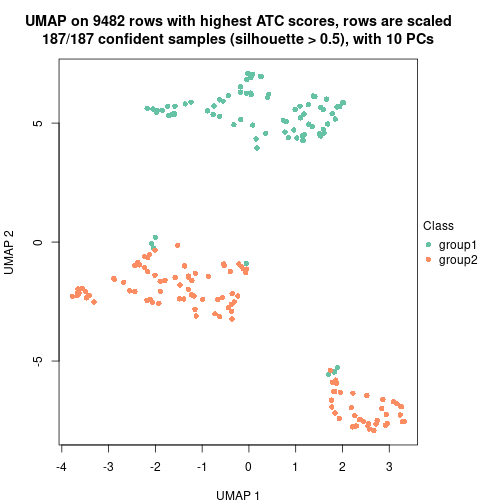 UMAP on 9482 rows with highest ATC scores, rows are scaled
187/187 confident samples (silhouette > 0.5), with 10 PCs
5
0
-5
UMAP 2
-4
-3
-2
-1
0
1
2
3
UMAP 1
Class
group1
group2